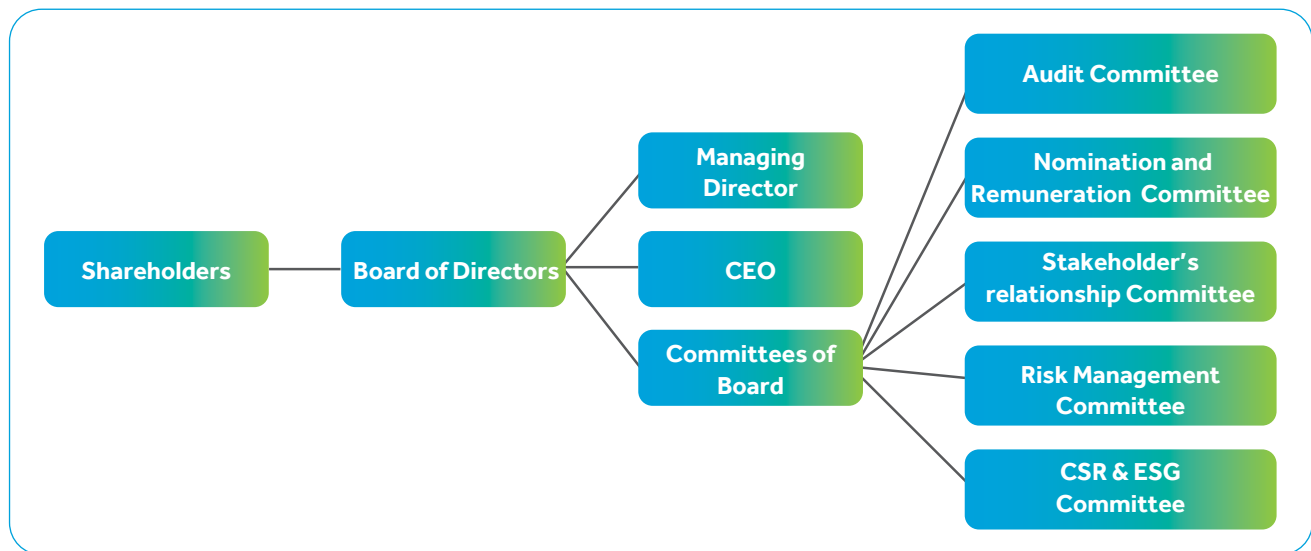 Shareholders
Board of Directors
Managing
Director
CEO
Committees of
Board
Audit Committee
Nomination and
Remuneration Committee
Stakeholder’s
relationship Committee
Risk Management
Committee
CSR & ESG
Committee